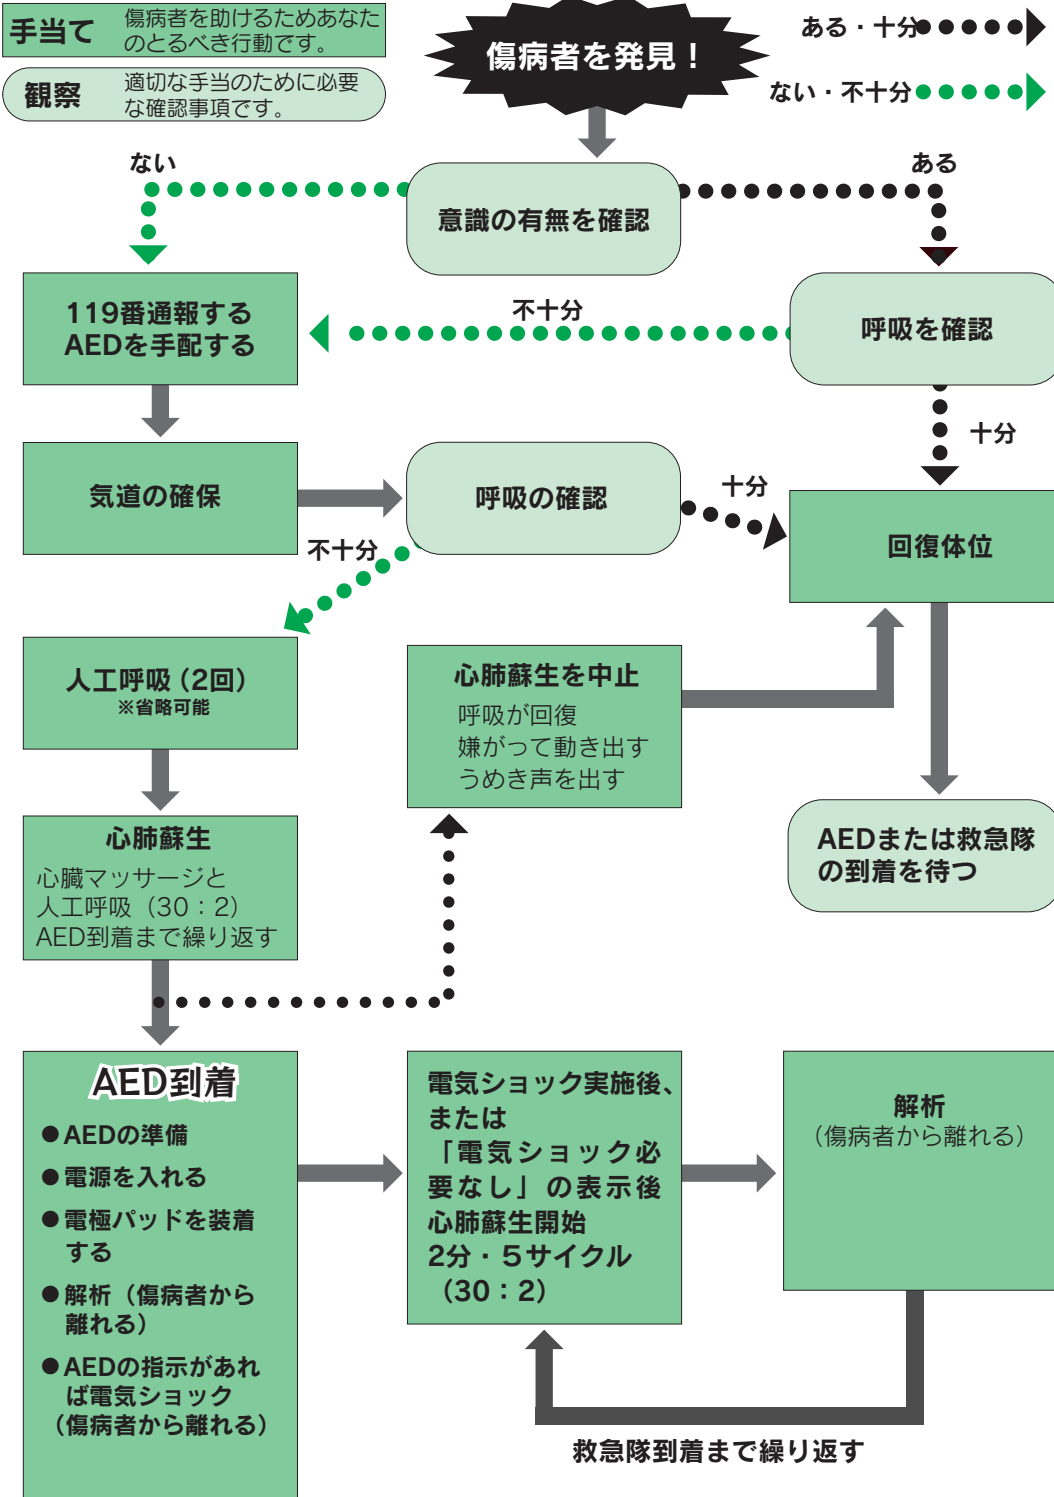 手当て
傷病者を助けるためあなた
のとるべき行動です。
観察
適切な手当のために必要
な確認事項です。
傷病者を発見！
ある・十分
ない・不十分
ない
ある
意識の有無を確認
119番通報する
AEDを手配する
不十分
呼吸を確認
十分
気道の確保
呼吸の確認
十分
回復体位
不十分
人工呼吸（2回）
※省略可能
心肺蘇生を中止
呼吸が回復
嫌がって動き出す
うめき声を出す
心肺蘇生
心臓マッサージと
人工呼吸（30：2）
AED到着まで繰り返す
AEDまたは救急隊
の到着を待つ
AED到着
●AEDの準備
●電源を入れる
●電極パッドを装着
する
●解析（傷病者から
離れる）
●AEDの指示があれ
ば電気ショック
（傷病者から離れる）
電気ショック実施後、
または
「電気ショック必
要なし」の表示後
心肺蘇生開始
2分・５サイクル
（30：2）
解析
（傷病者から離れる）
救急隊到着まで繰り返す